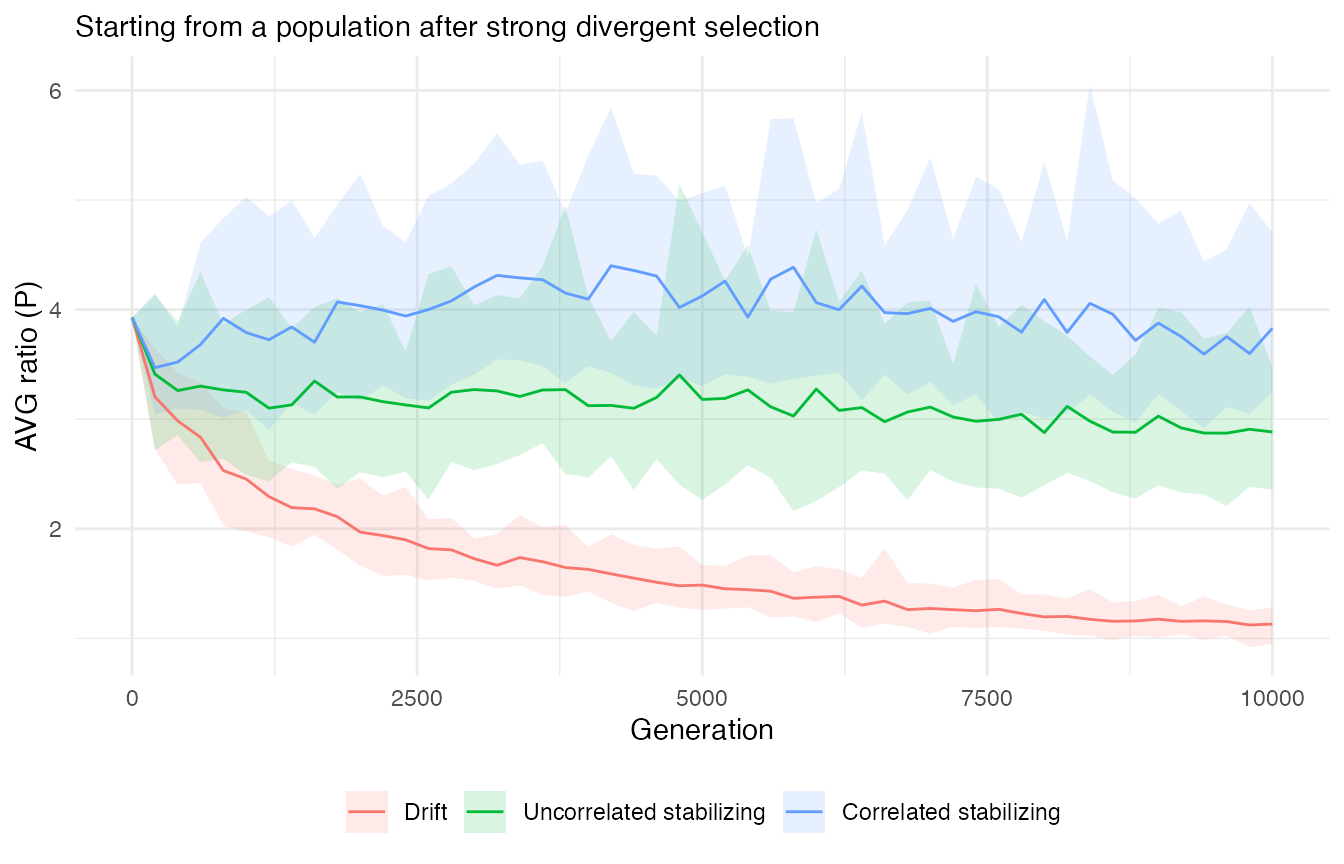 Starting from a population after strong divergent selection
AVG ratio (P)
6
4
2
0 2500 5000 7500 10000
Generation
Drift Uncorrelated stabilizing Correlated stabilizing